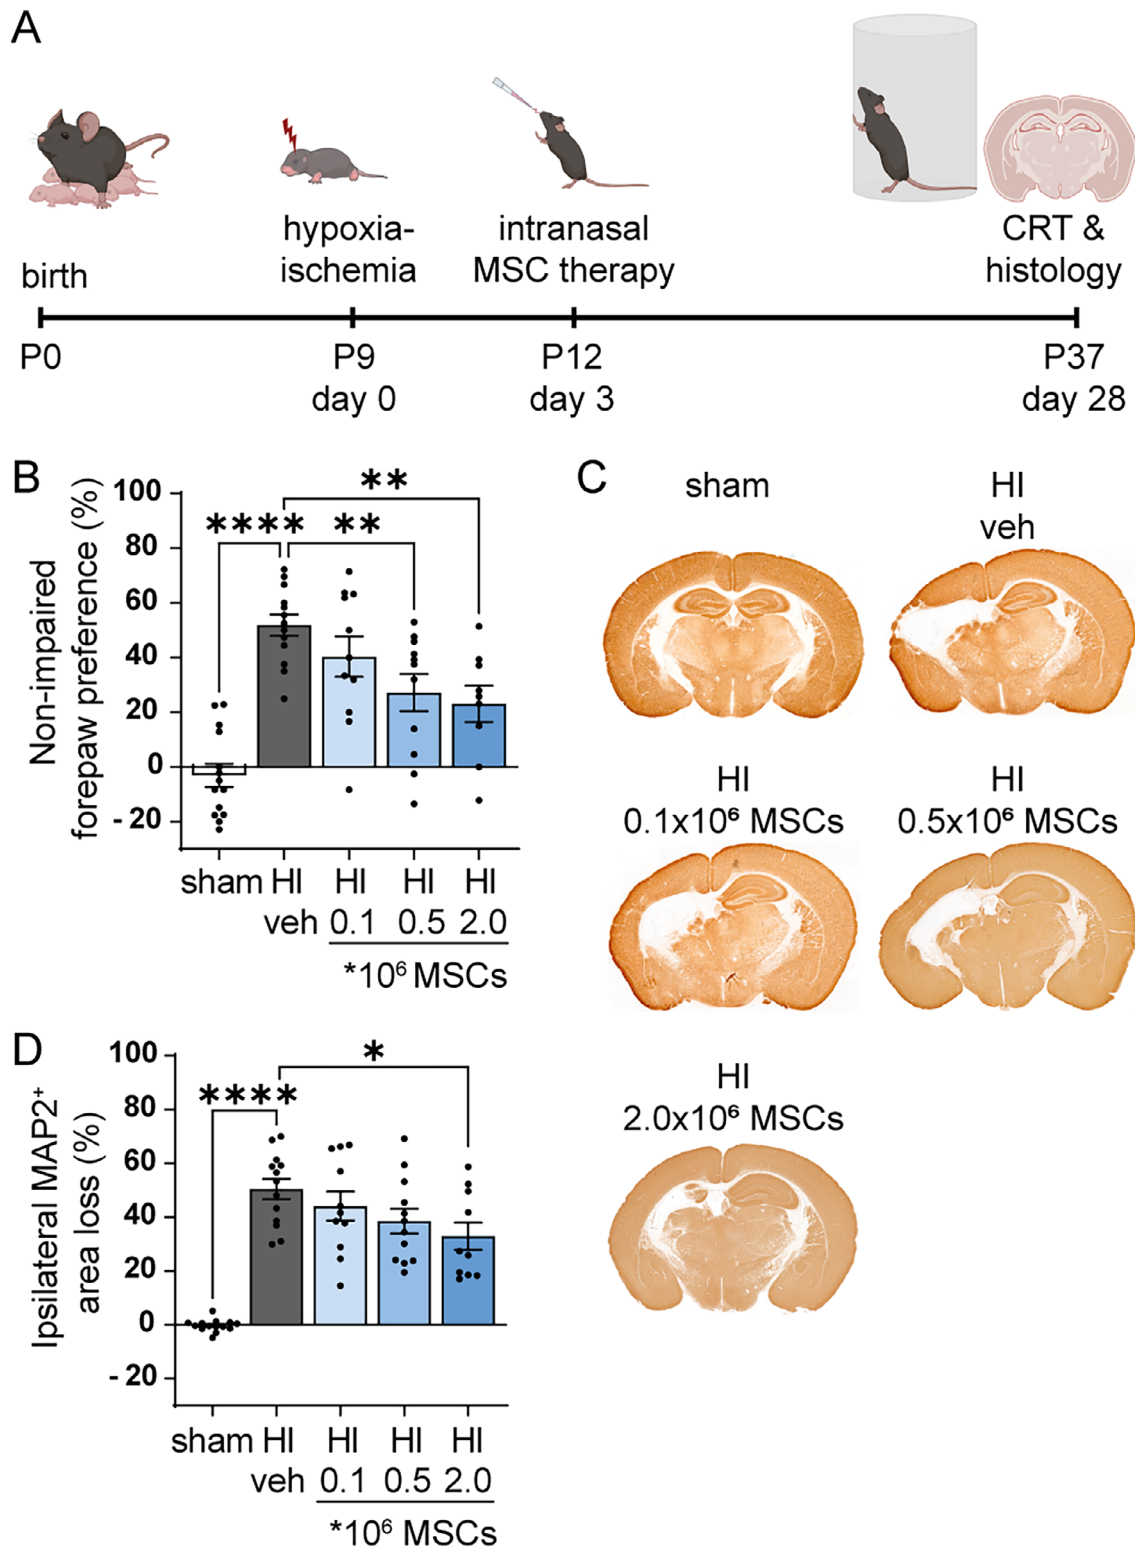 A
hypoxia-
ischemia
intranasal
MSC therapy
CRT &
histology
birth
P0
P9
day 0
P12
day 3
P37
day 28
B
Non-impaired
forepaw preference (%)
100
80
60
40
20
0
- 20
****
**
**
sham HI HI HI HI
veh 0.1 0.5 2.0
*10⁶ MSCs
C
sham
HI
veh
HI
0.1x10⁶ MSCs
HI
0.5x10⁶ MSCs
HI
2.0x10⁶ MSCs
D
Ipsilateral MAP2⁺
area loss (%)
100
80
60
40
20
0
- 20
****
*
sham HI HI HI HI
veh 0.1 0.5 2.0
*10⁶ MSCs